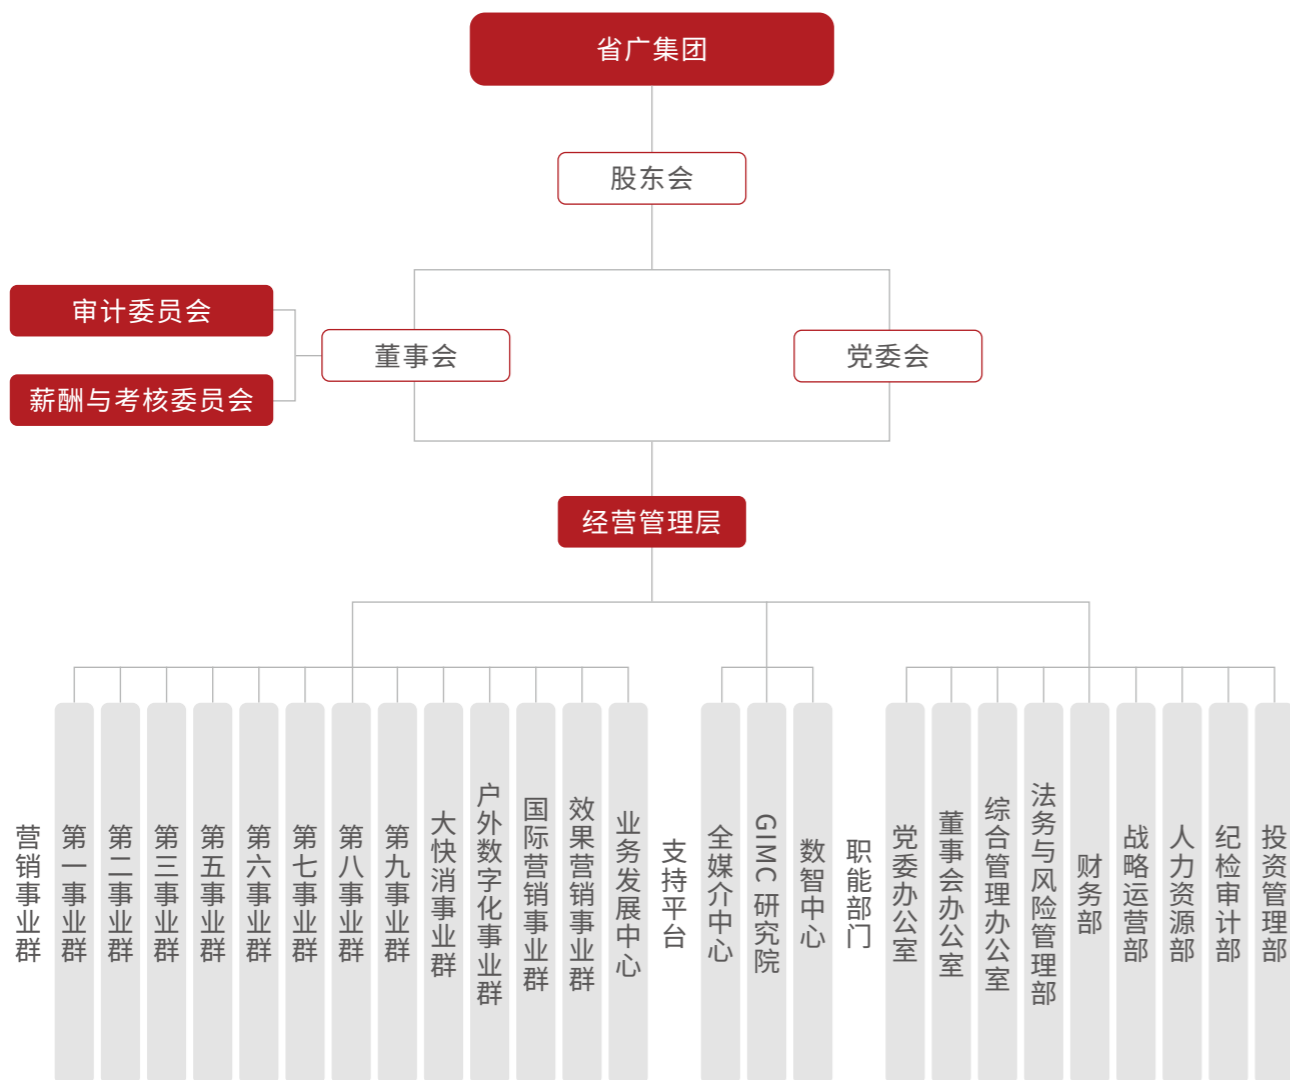 省广集团
股东会
审计委员会
董事会
党委会
薪酬与考核委员会
经营管理层
营销事业群
第一事业群
第二事业群
第三事业群
第五事业群
第六事业群
第七事业群
第八事业群
第九事业群
大快消事业群
户外数字化事业群
国际营销事业群
效果营销事业群
业务发展中心
支持平台
全媒介中心
GIMC 研究院
数智中心
职能部门
党委办公室
董事会办公室
综合管理办公室
法务与风险管理部
财务部
战略运营部
人力资源部
纪检审计部
投资管理部